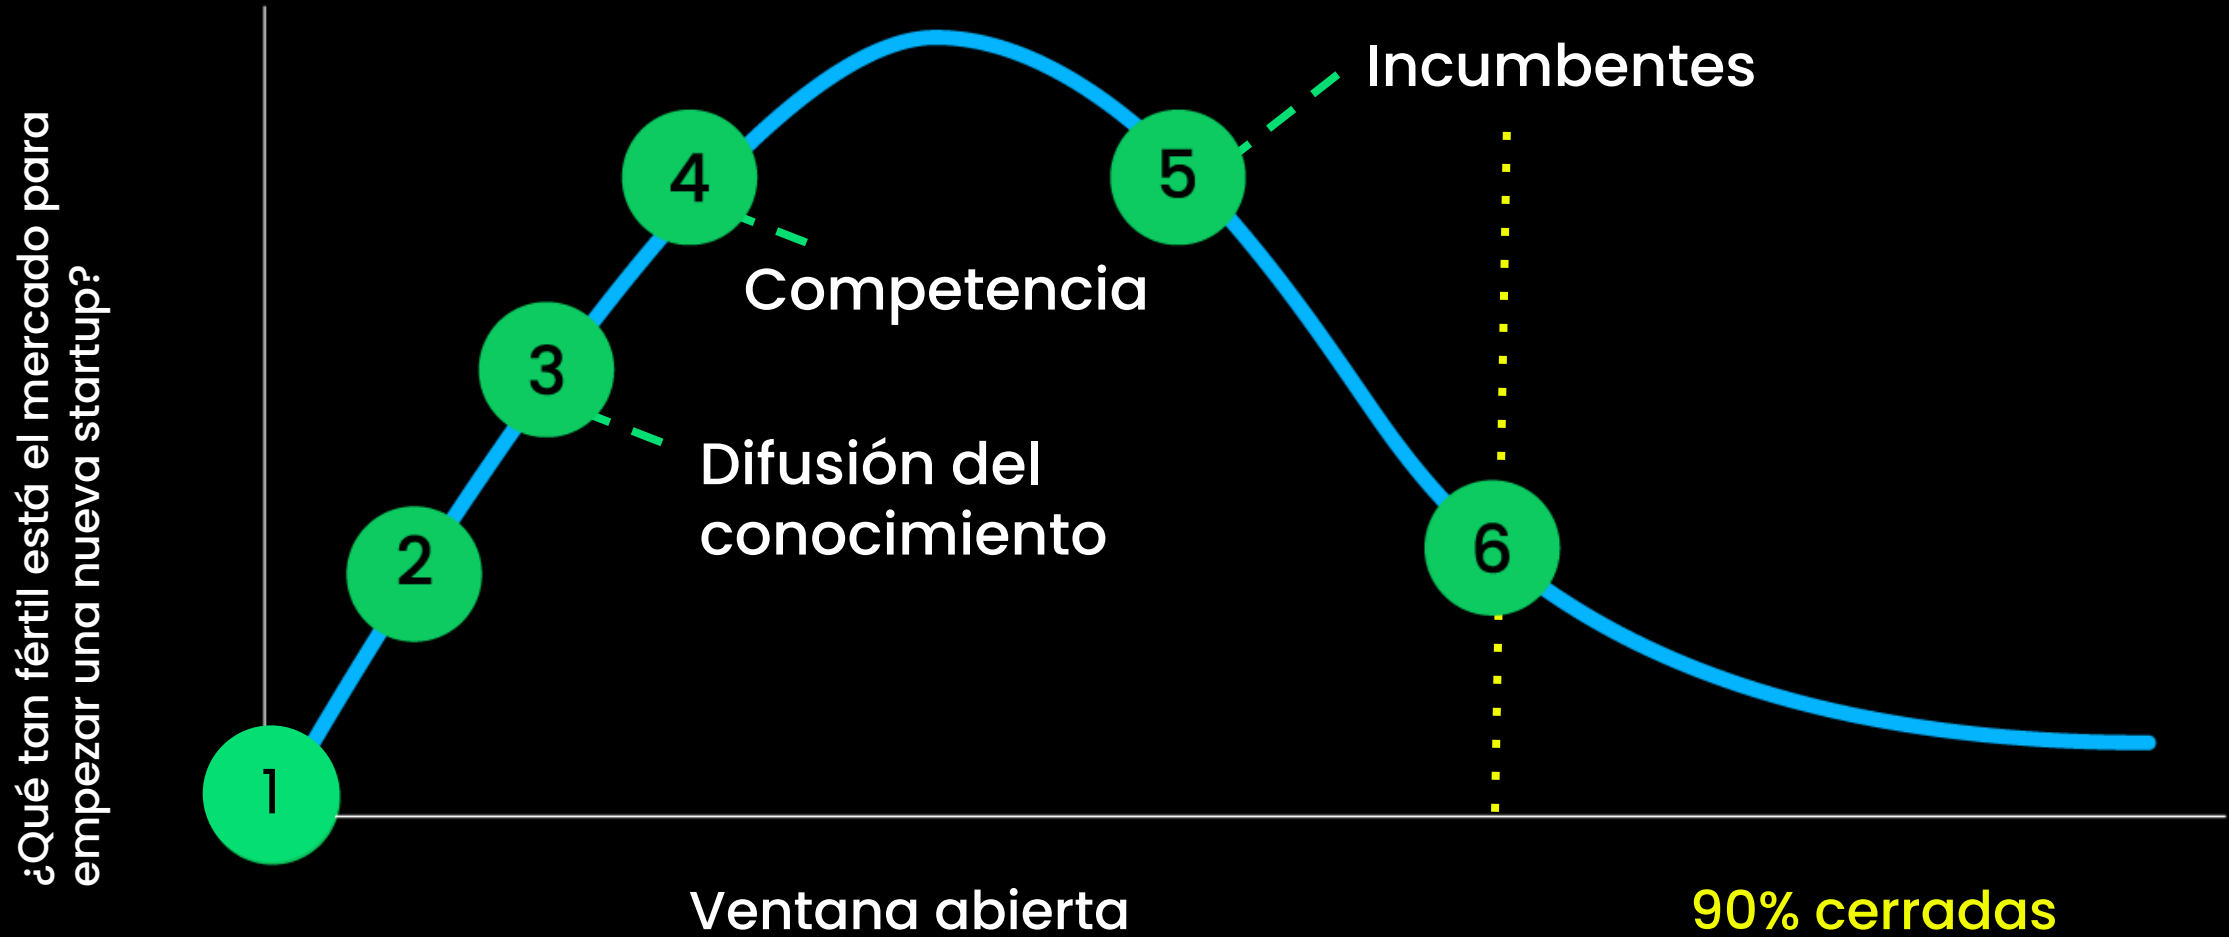 ¿Qué tan fértil está el mercado para
empezar una nueva startup?
Incumbentes
4
5
Competencia
3
Difusión del
conocimiento
2
6
1
Ventana abierta
90% cerradas